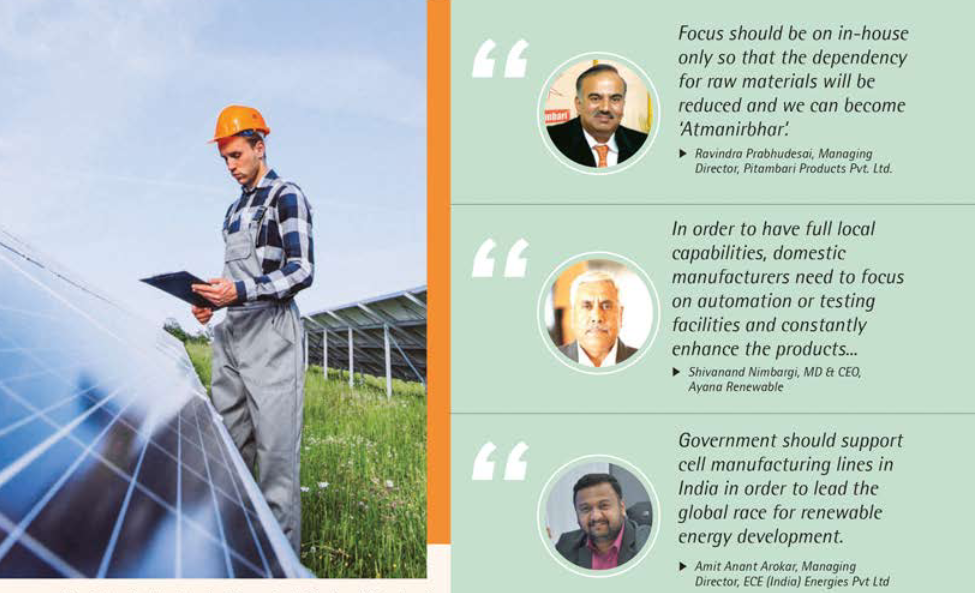 “
Focus should be on in-house
only so that the dependency
for raw materials will be
reduced and we can become
‘Atmanirbhar’.
▶ Ravindra Prabhudesai, Managing
Director, Pitambari Products Pvt. Ltd.
mbari
“
In order to have full local
capabilities, domestic
manufacturers need to focus
on automation or testing
facilities and constantly
enhance the products...
▶ Shivanand Nimbargi, MD & CEO,
Ayana Renewable
“
Government should support
cell manufacturing lines in
India in order to lead the
global race for renewable
energy development.
▶ Amit Anant Arokar, Managing
Director, ECE (India) Energies Pvt Ltd